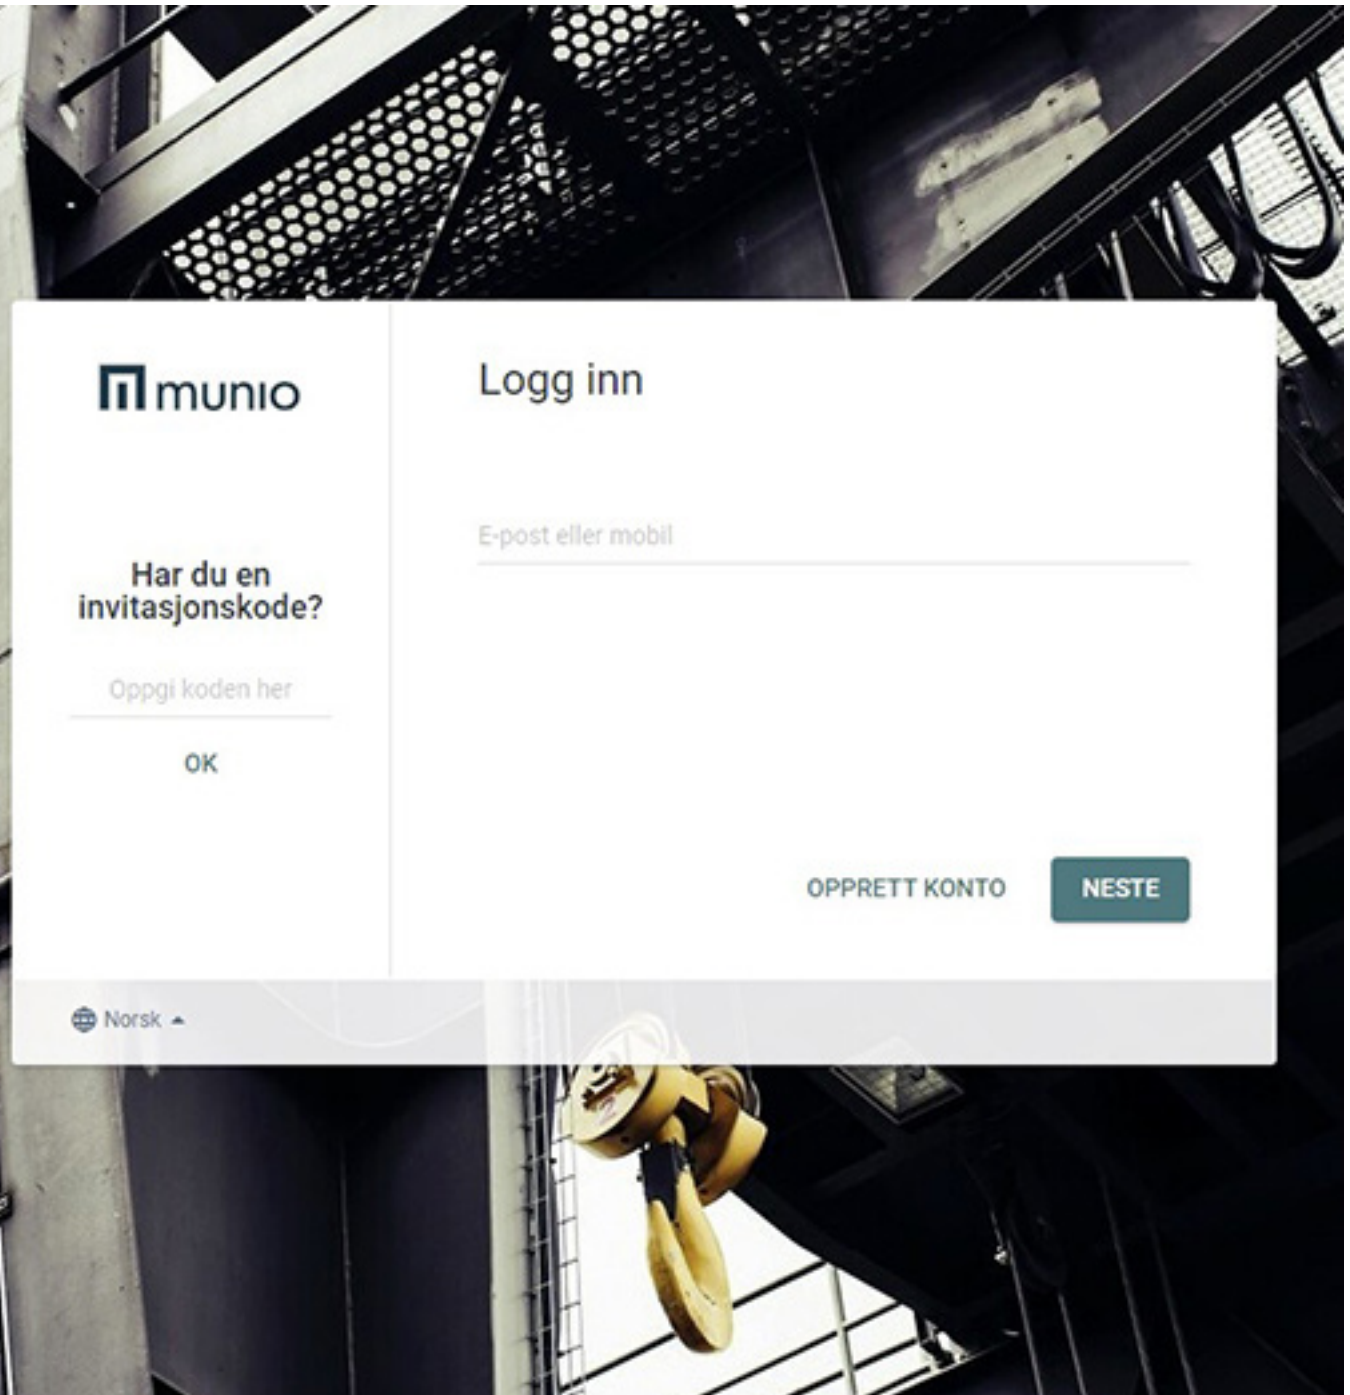 munio
Har du en
invitasjonskode?
Oppgi koden her
OK
Logg inn
E-post eller mobil
OPPRETT KONTO
NESTE
Norsk